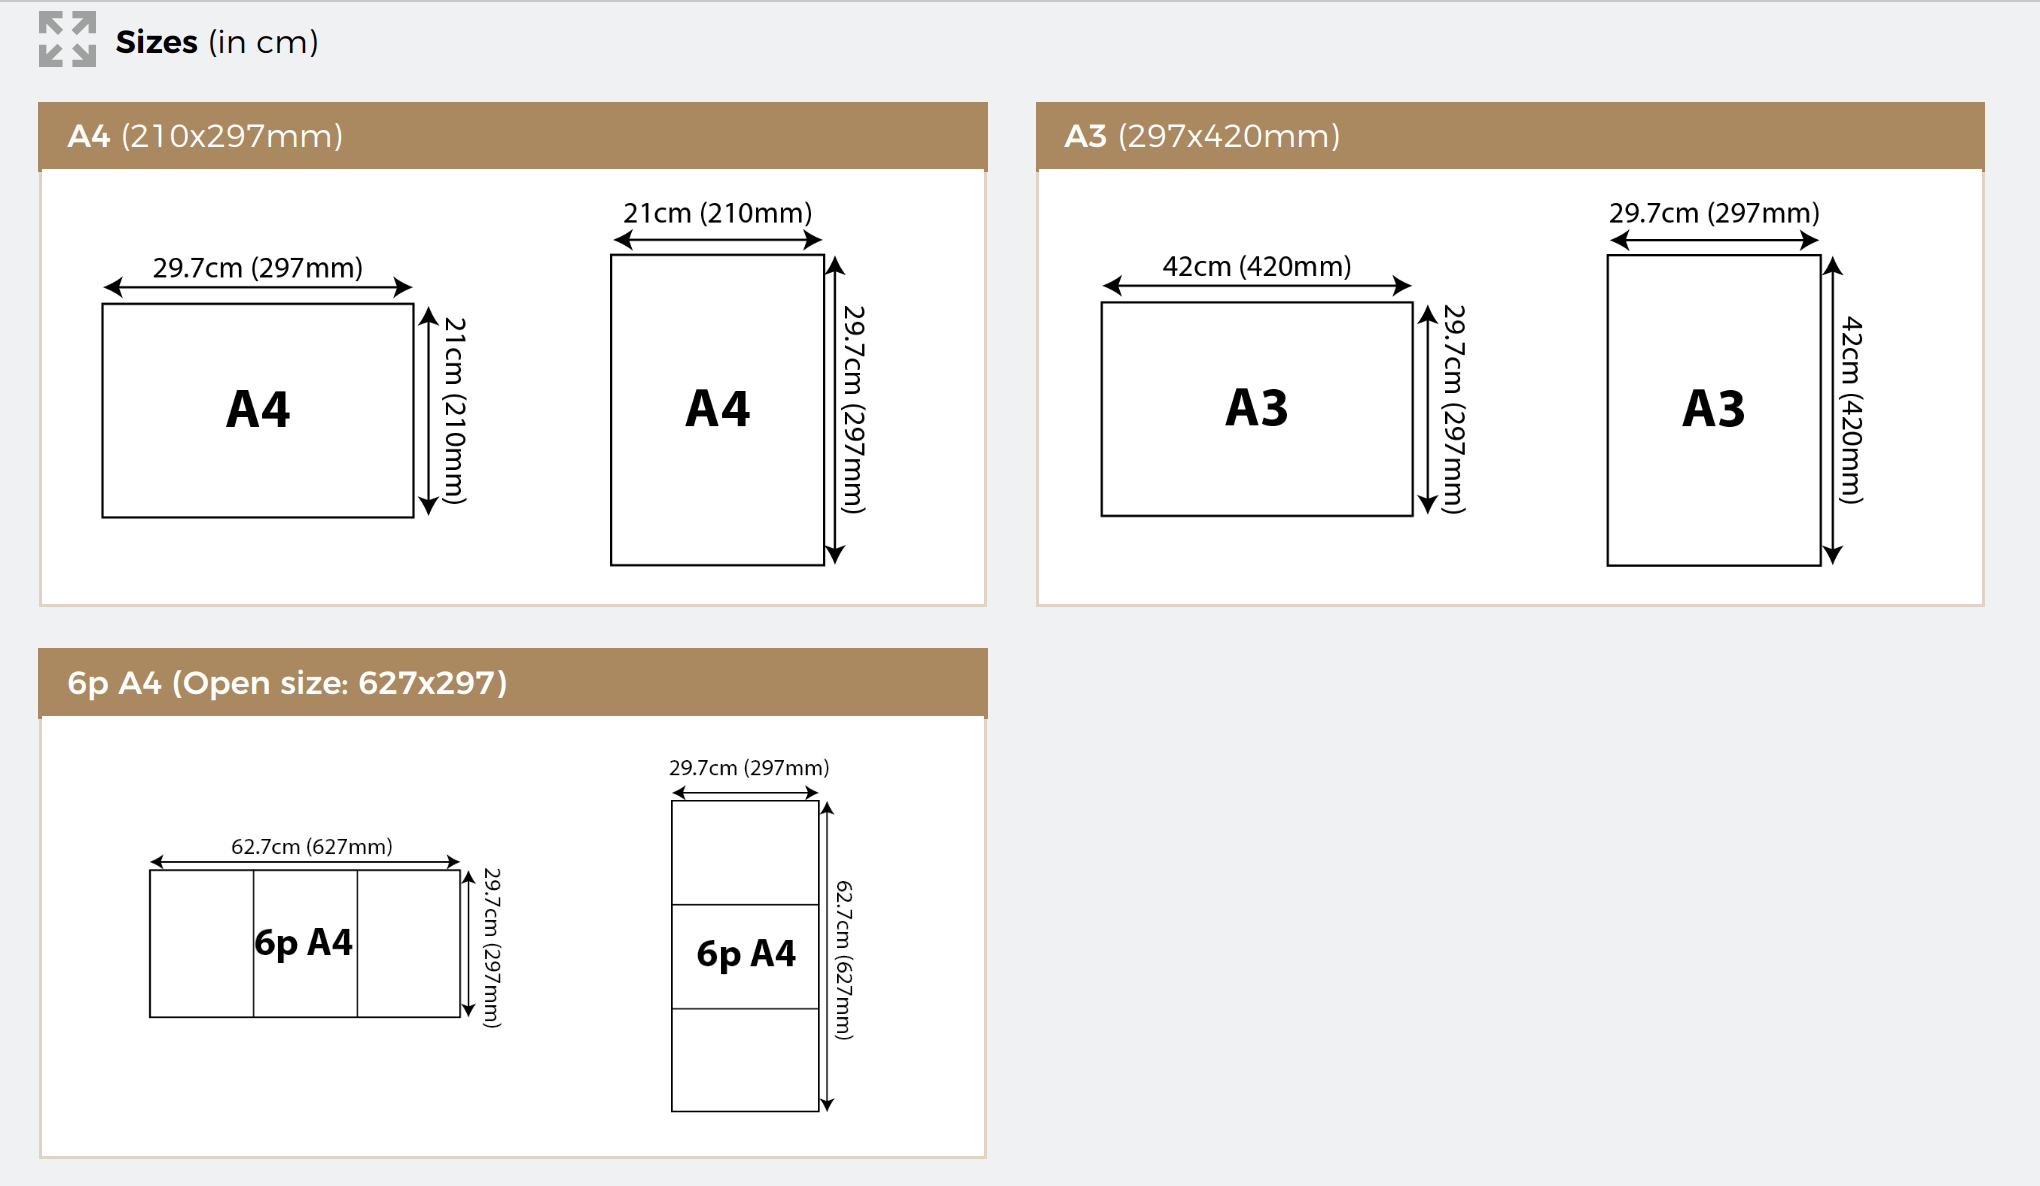 Sizes (in cm)
A4 (210x297mm)
29.7cm (297mm)
21cm (210mm)
A4
21cm (210mm)
29.7cm (297mm)
A4
A3 (297x420mm)
42cm (420mm)
29.7cm (297mm)
A3
29.7cm (297mm)
42cm (420mm)
A3
6p A4 (Open size: 627x297)
62.7cm (627mm)
29.7cm (297mm)
6p A4
29.7cm (297mm)
62.7cm (627mm)
6p A4